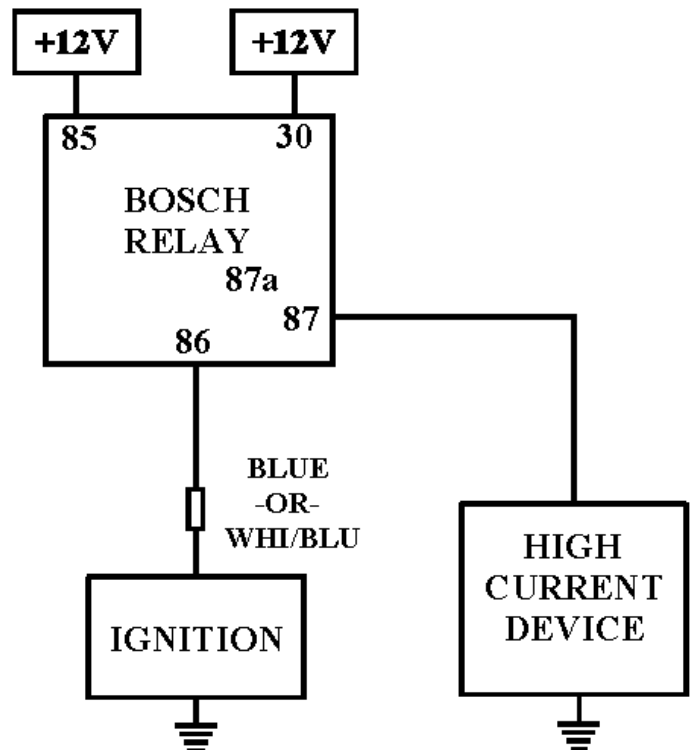 +12V
+12V
85
30
BOSCH
RELAY
87a
87
86
BLUE
-OR-
WHI/BLU
IGNITION
HIGH
CURRENT
DEVICE